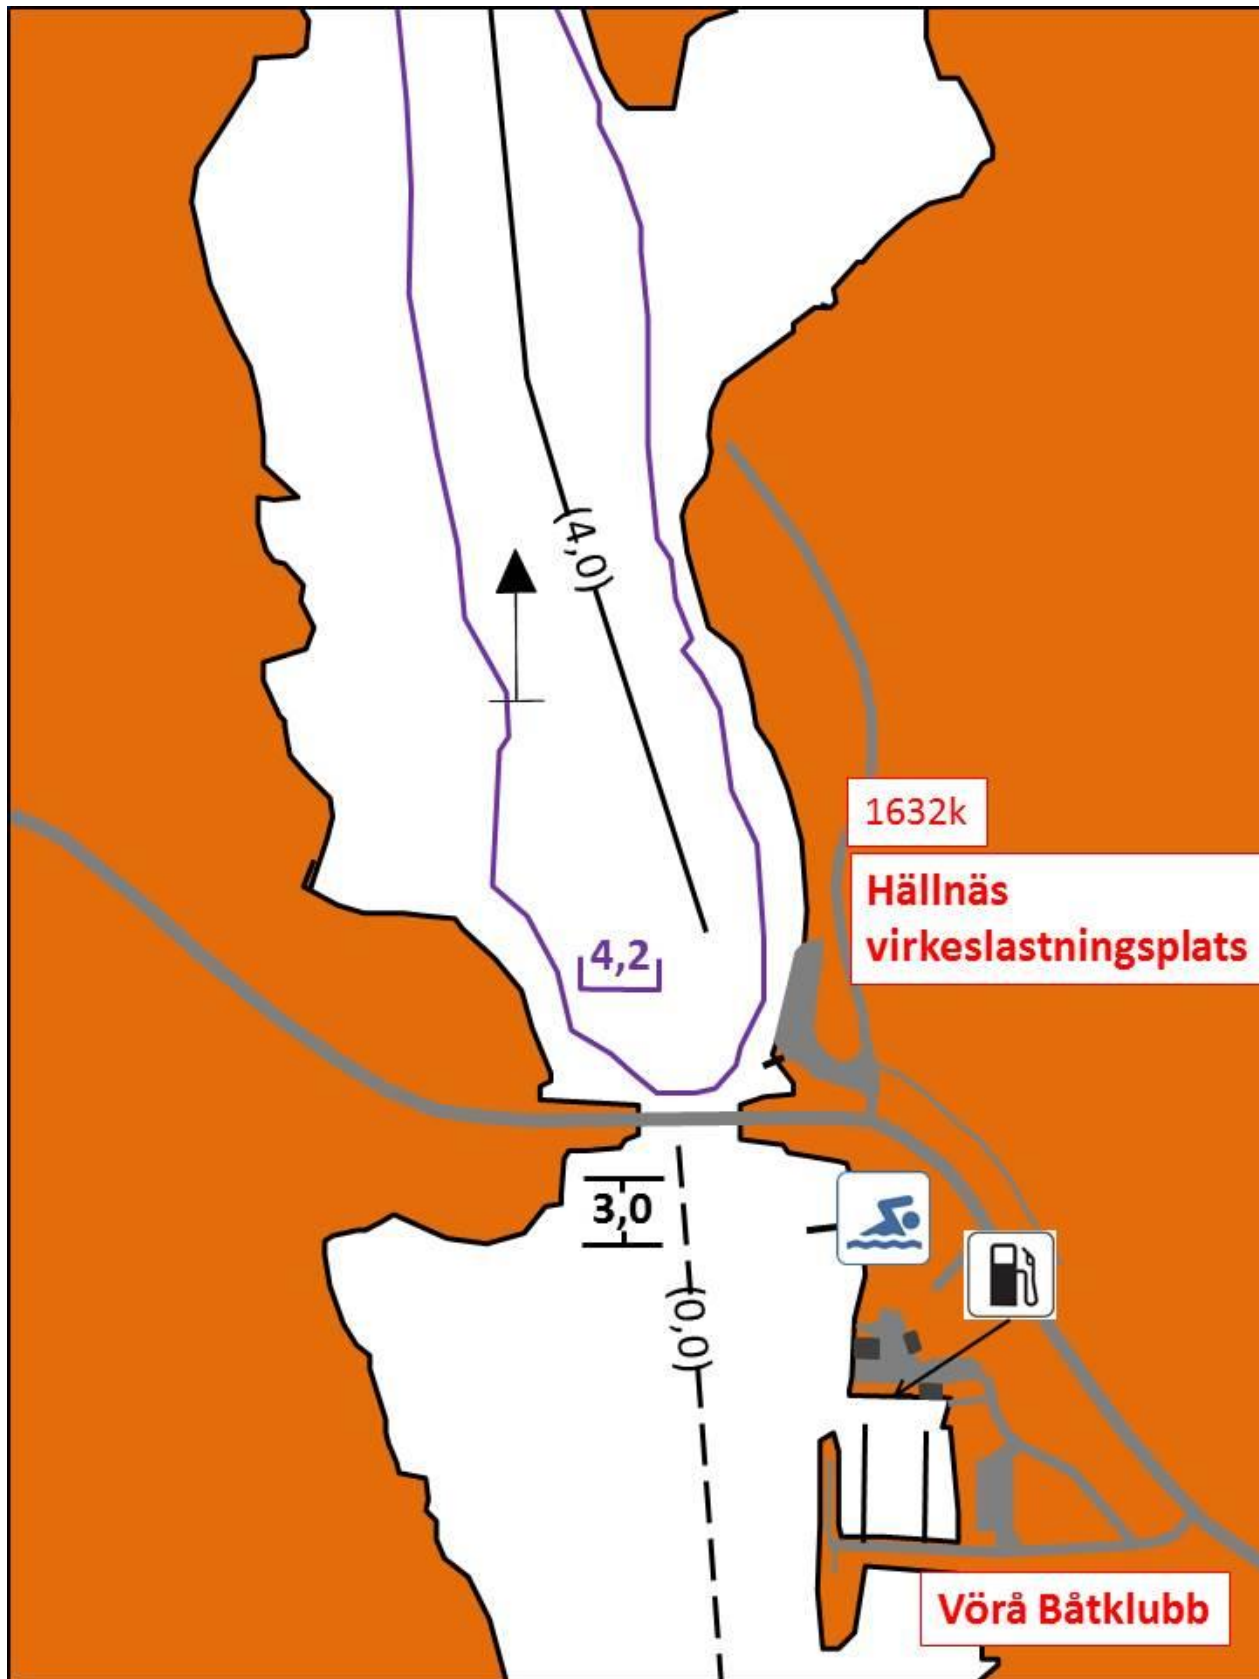 (4,0)
1632k
Hällnäs
virkeslastningsplats
4,2
3,0
(0,0)
Vörå Båtklubb